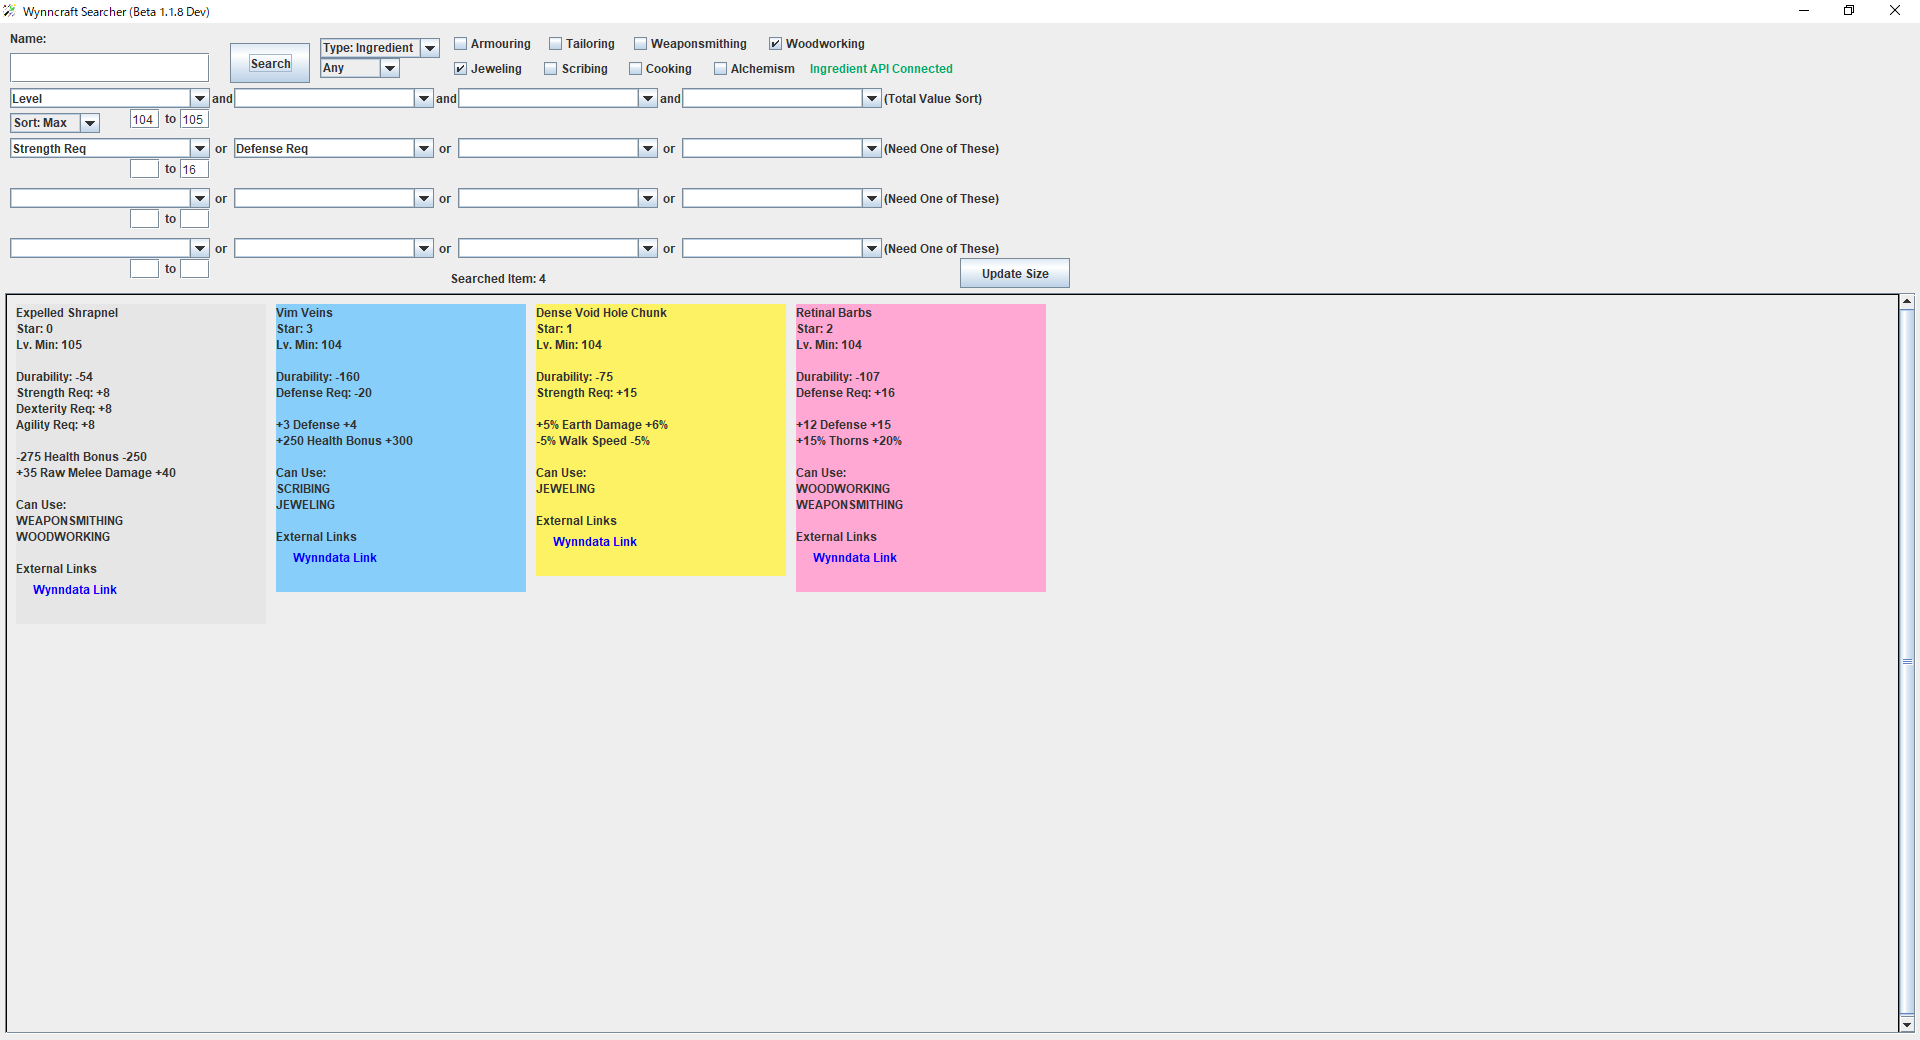 Wynncraft Searcher (Beta 1.1.8 Dev)
Name:
Search
Type: Ingredient
Any
Armouring
Tailoring
Weaponsmithing
Woodworking
Jeweling
Scribing
Cooking
Alchemism
Ingredient API Connected
Level and and and (Total Value Sort)
Sort: Max 104 to 105
Strength Req or Defense Req or or (Need One of These)
to 16
or or or (Need One of These)
to
or or or (Need One of These)
to
Searched Item: 4
Update Size
Expelled Shrapnel
Star: 0
Lv. Min: 105
Durability: -54
Strength Req: +8
Dexterity Req: +8
Agility Req: +8
-275 Health Bonus -250
+35 Raw Melee Damage +40
Can Use:
WEAPONSMITHING
WOODWORKING
External Links
Wynndata Link
Vim Veins
Star: 3
Lv. Min: 104
Durability: -160
Defense Req: -20
+3 Defense +4
+250 Health Bonus +300
Can Use:
SCRIBING
JEWELING
External Links
Wynndata Link
Dense Void Hole Chunk
Star: 1
Lv. Min: 104
Durability: -75
Strength Req: +15
+5% Earth Damage +6%
-5% Walk Speed -5%
Can Use:
JEWELING
External Links
Wynndata Link
Retinal Barbs
Star: 2
Lv. Min: 104
Durability: -107
Defense Req: +16
+12 Defense +15
+15% Thorns +20%
Can Use:
WOODWORKING
WEAPONSMITHING
External Links
Wynndata Link